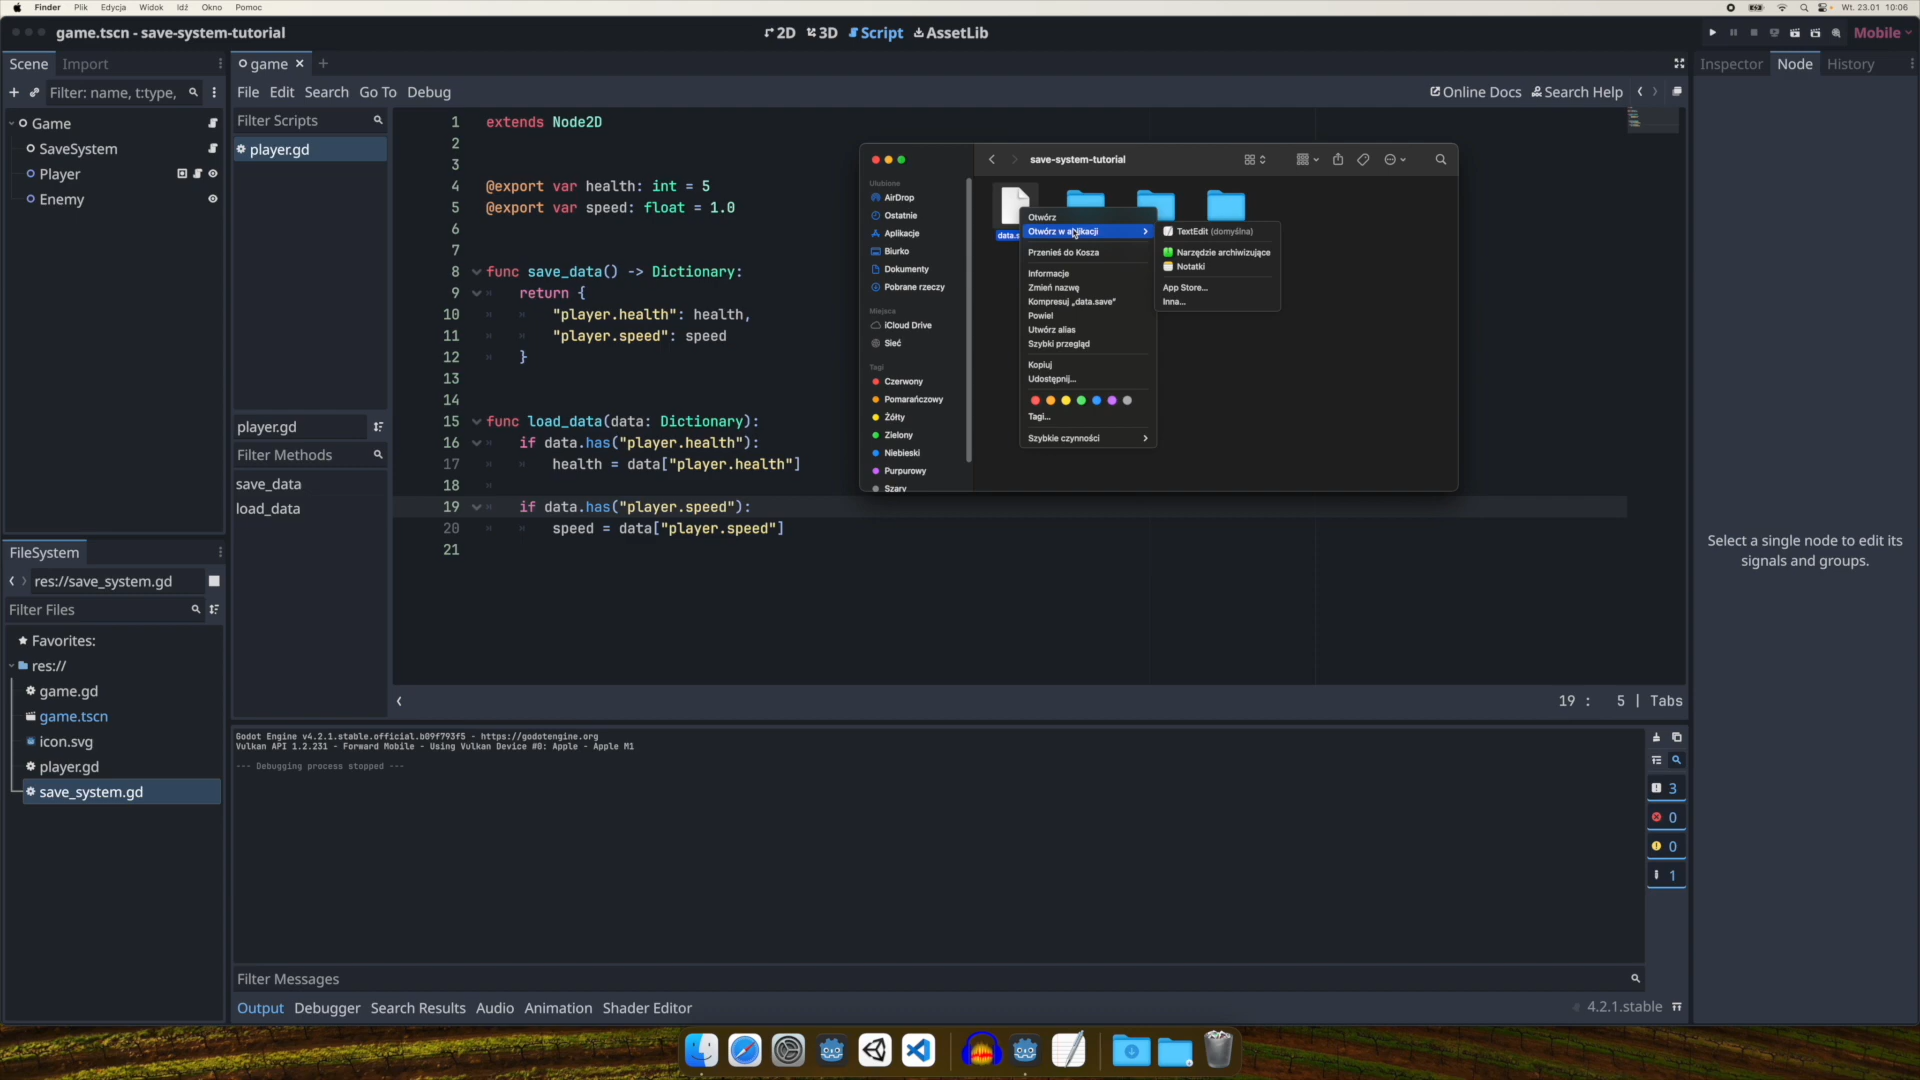 Finder Plik Edycja Widok Idź Okno Pomoc
Wt. 23.01 10:06
game.tscn - save-system-tutorial
2D 3D Script AssetLib
Mobile
Scene Import
game
Inspector Node History
Filter: name, t:type,
File Edit Search Go To Debug
Online Docs Search Help
Game
SaveSystem
Player
Enemy
Filter Scripts
player.gd
1 extends Node2D
2
3
4 @export var health: int = 5
5 @export var speed: float = 1.0
6
7
8 func save_data() -> Dictionary:
9 return {
10 "player.health": health,
11 "player.speed": speed
12 }
13
14
15 func load_data(data: Dictionary):
16 if data.has("player.health"):
17 health = data["player.health"]
18
19 if data.has("player.speed"):
20 speed = data["player.speed"]
21
player.gd
Filter Methods
save_data
load_data
save-system-tutorial
Ulubione
AirDrop
Ostatnie
Aplikacje
Biurko
Dokumenty
Pobrane rzeczy
Miejsca
iCloud Drive
Sieć
Tagi
Czerwony
Pomarańczowy
Żółty
Zielony
Niebieski
Purpurowy
Szary
data.s
Otwórz
Otwórz w aplikacji
Przenieś do Kosza
Informacje
Zmień nazwę
Kompresuj „data.save”
Powiel
Utwórz alias
Szybki przegląd
Kopiuj
Udostępnij...
Tagi...
Szybkie czynności
TextEdit (domyślna)
Narzędzie archiwizujące
Notatki
App Store...
Inna...
Select a single node to edit its
signals and groups.
FileSystem
res://save_system.gd
Filter Files
Favorites:
res://
game.gd
game.tscn
icon.svg
player.gd
save_system.gd
19 : 5 | Tabs
Godot Engine v4.2.1.stable.official.b09f793f5 - https://godotengine.org
Vulkan API 1.2.231 - Forward Mobile - Using Vulkan Device #0: Apple - Apple M1
--- Debugging process stopped ---
3
0
0
1
Filter Messages
Output Debugger Search Results Audio Animation Shader Editor
4.2.1.stable